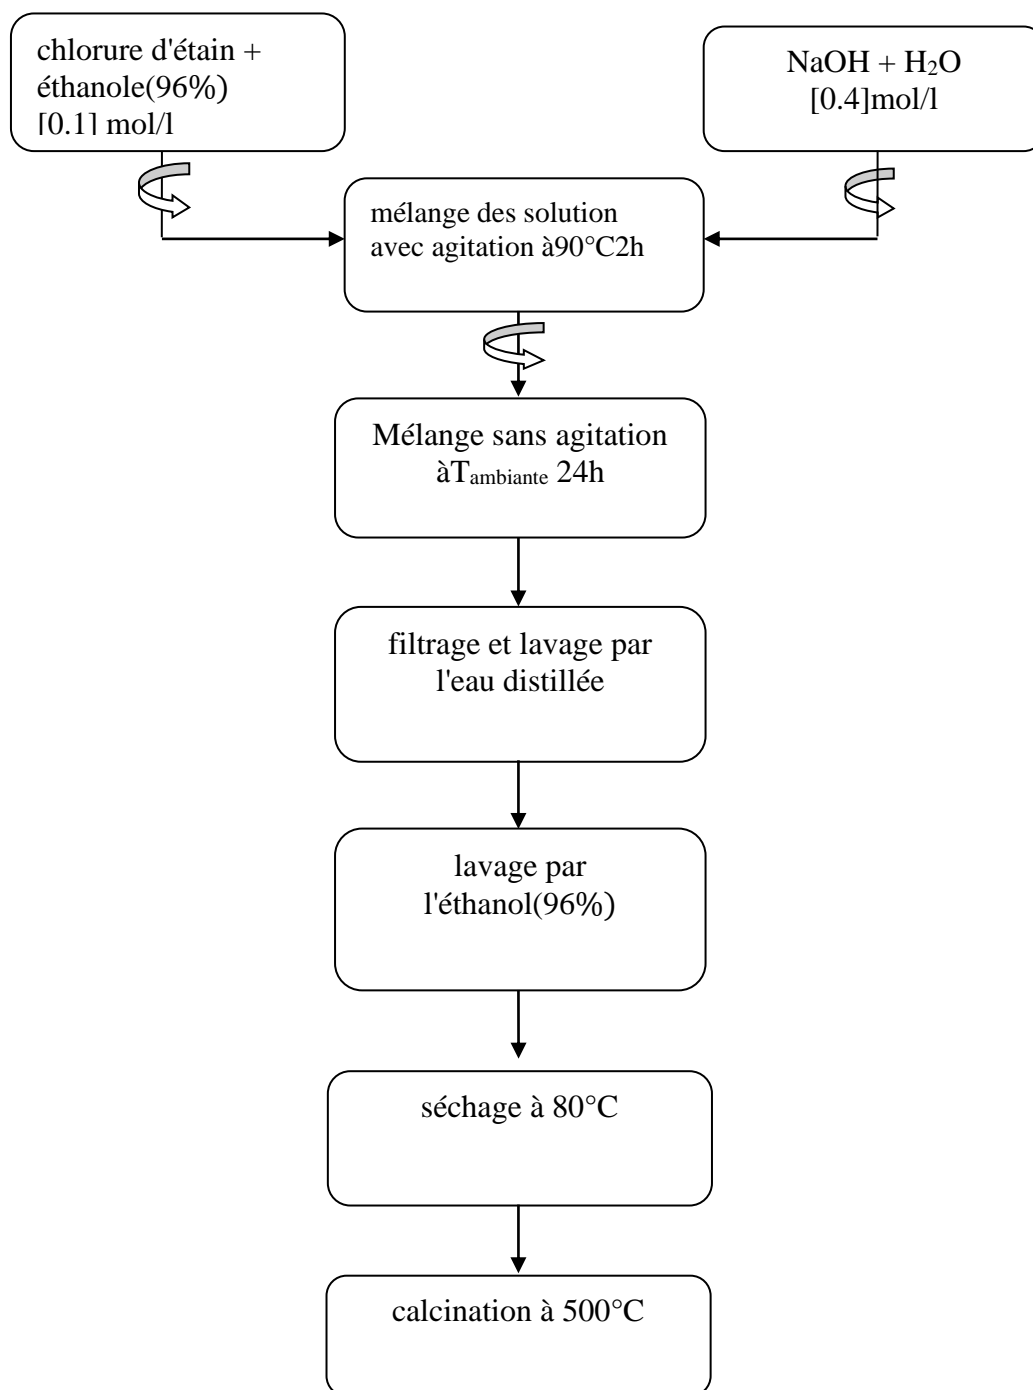 chlorure d'étain +
éthanole(96%)
[0.1] mol/l
NaOH + H₂O
[0.4]mol/l
mélange des solution
avec agitation à90°C2h
Mélange sans agitation
àTambiante 24h
filtrage et lavage par
l'eau distillée
lavage par
l'éthanol(96%)
séchage à 80°C
calcination à 500°C